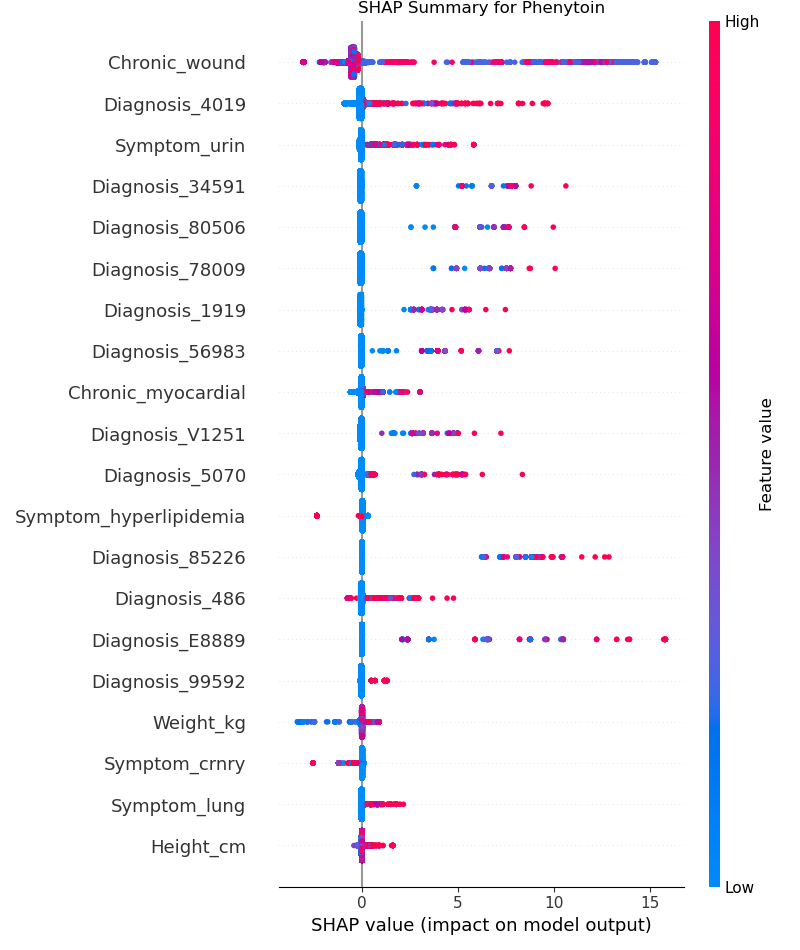 SHAP Summary for Phenytoin
High
Chronic_wound
Diagnosis_4019
Symptom_urin
Diagnosis_34591
Diagnosis_80506
Diagnosis_78009
Diagnosis_1919
Diagnosis_56983
Chronic_myocardial
Diagnosis_V1251
Diagnosis_5070
Symptom_hyperlipidemia
Diagnosis_85226
Diagnosis_486
Diagnosis_E8889
Diagnosis_99592
Weight_kg
Symptom_crnry
Symptom_lung
Height_cm
Feature value
Low
0 5 10 15
SHAP value (impact on model output)